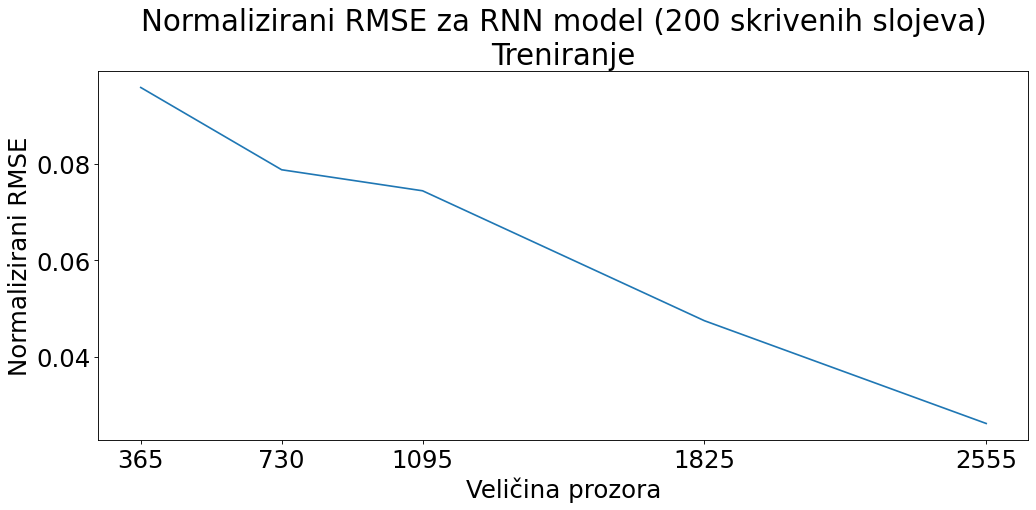 Normalizirani RMSE za RNN model (200 skrivenih slojeva)
Treniranje
Normalizirani RMSE
0.08
0.06
0.04
365 730 1095 1825 2555
Veličina prozora